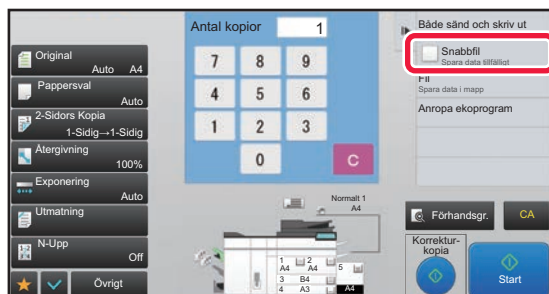 Original
Auto A4
Pappersval
Auto
2-Sidors Kopia
1-Sidig→1-Sidig
Återgivning
100%
Exponering
Auto
Utmatning
N-Upp
Off
Övrigt
Antal kopior 1
7 8 9
4 5 6
1 2 3
0 C
Normalt 1
A4
1 2 5
A4 A4
3 B4
4 A3 A4
Både sänd och skriv ut
Snabbfil
Spara data tillfälligt
Fil
Spara data i mapp
Anropa ekoprogram
Förhandsgr. CA
Korrektur-
kopia
Start